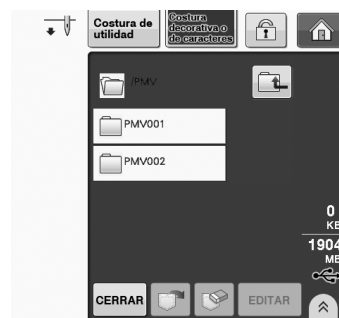 Costura de
utilidad
Costura
decorativa o
de caracteres
/PMV
PMV001
PMV002
0
KB
1904
MB
CERRAR
EDITAR